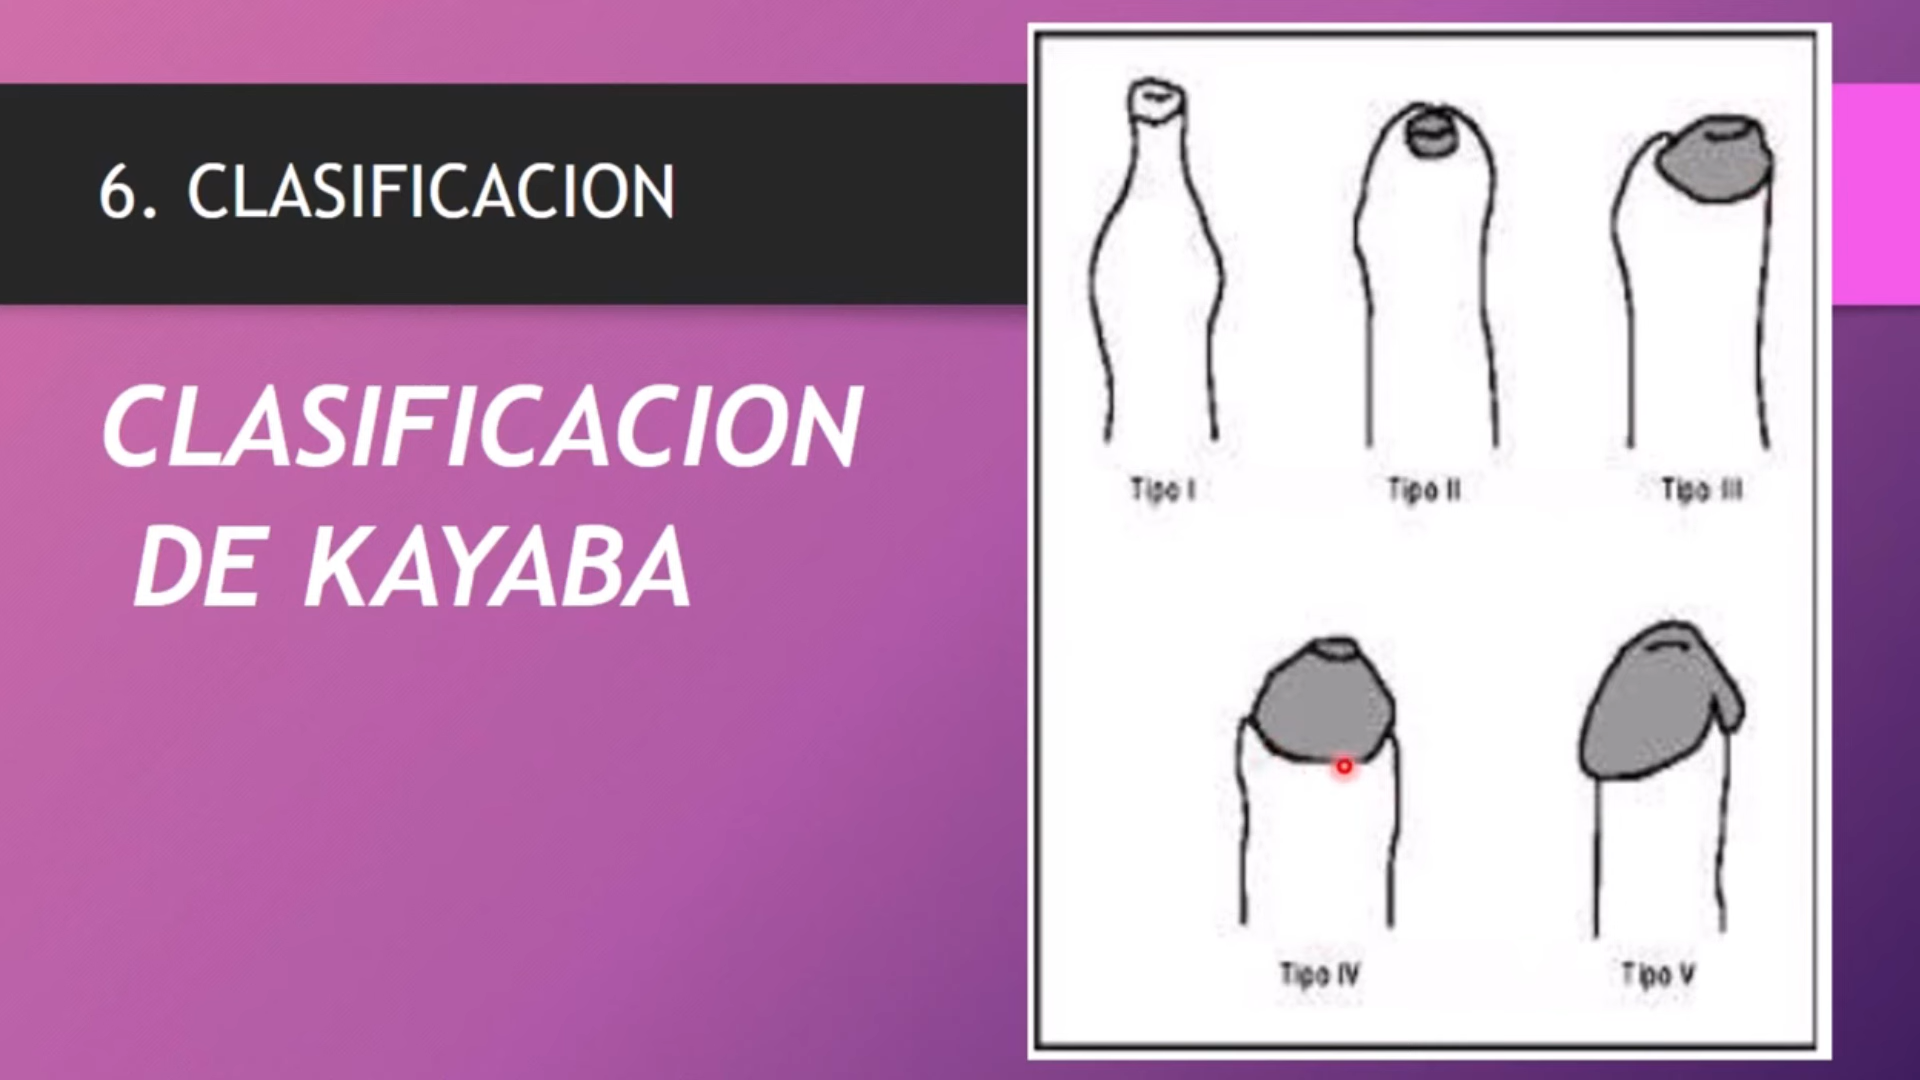 6. CLASIFICACION
CLASIFICACION
DE KAYABA
Tipo I
Tipo II
Tipo III
Tipo IV
Tipo V